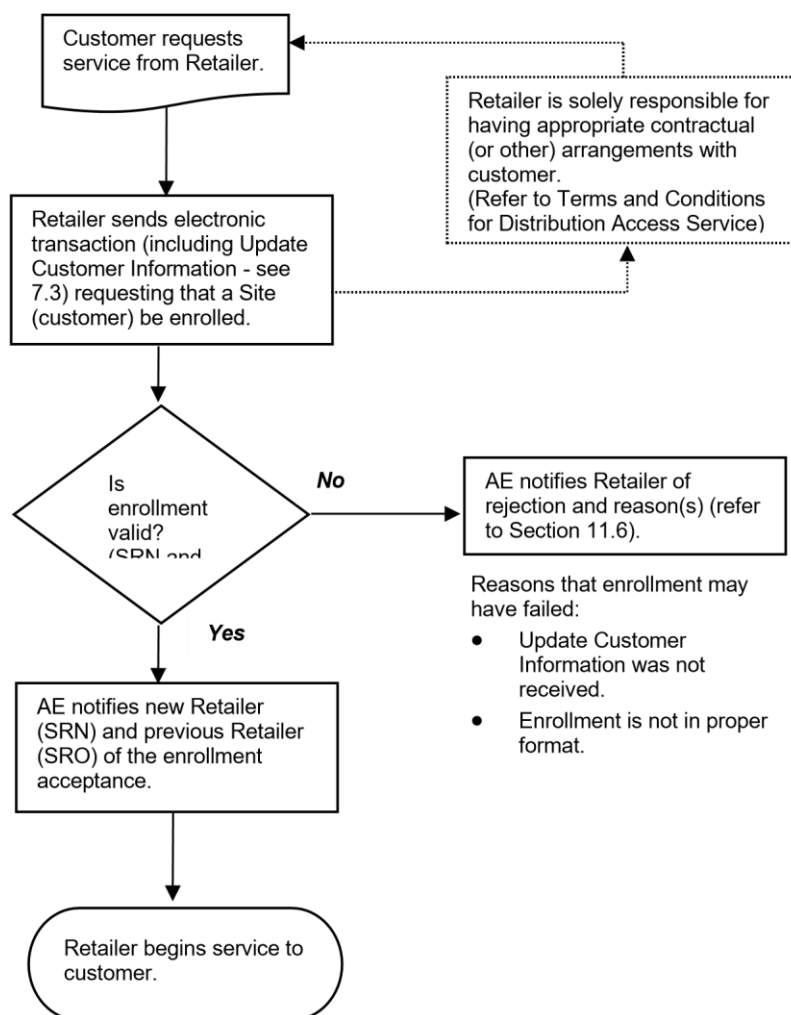 Customer requests
service from Retailer.
Retailer is solely responsible for
having appropriate contractual
(or other) arrangements with
customer.
(Refer to Terms and Conditions
for Distribution Access Service)
Retailer sends electronic
transaction (including Update
Customer Information - see
7.3) requesting that a Site
(customer) be enrolled.
Is
enrollment
valid?
(SRN and
No
AE notifies Retailer of
rejection and reason(s) (refer
to Section 11.6).
Reasons that enrollment may
have failed:
● Update Customer
Information was not
received.
● Enrollment is not in proper
format.
Yes
AE notifies new Retailer
(SRN) and previous Retailer
(SRO) of the enrollment
acceptance.
Retailer begins service to
customer.